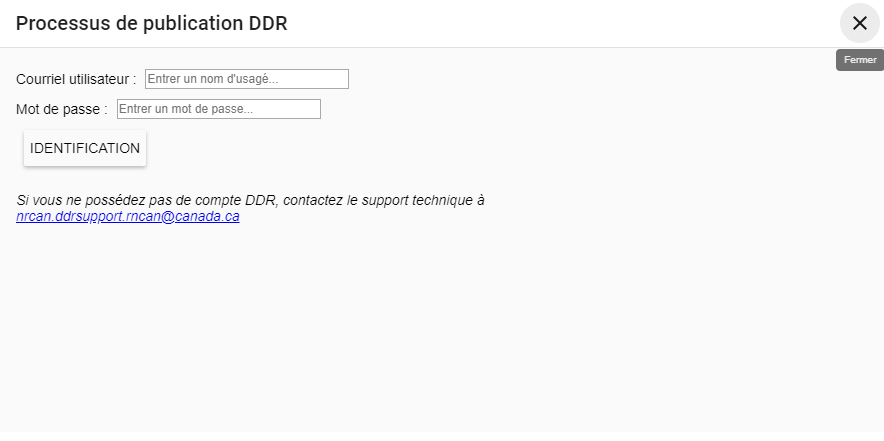 Processus de publication DDR
Fermer
Courriel utilisateur :
Entrer un nom d'usagé...
Mot de passe :
Entrer un mot de passe...
IDENTIFICATION
Si vous ne possédez pas de compte DDR, contactez le support technique à
nrcan.ddrsupport.rncan@canada.ca